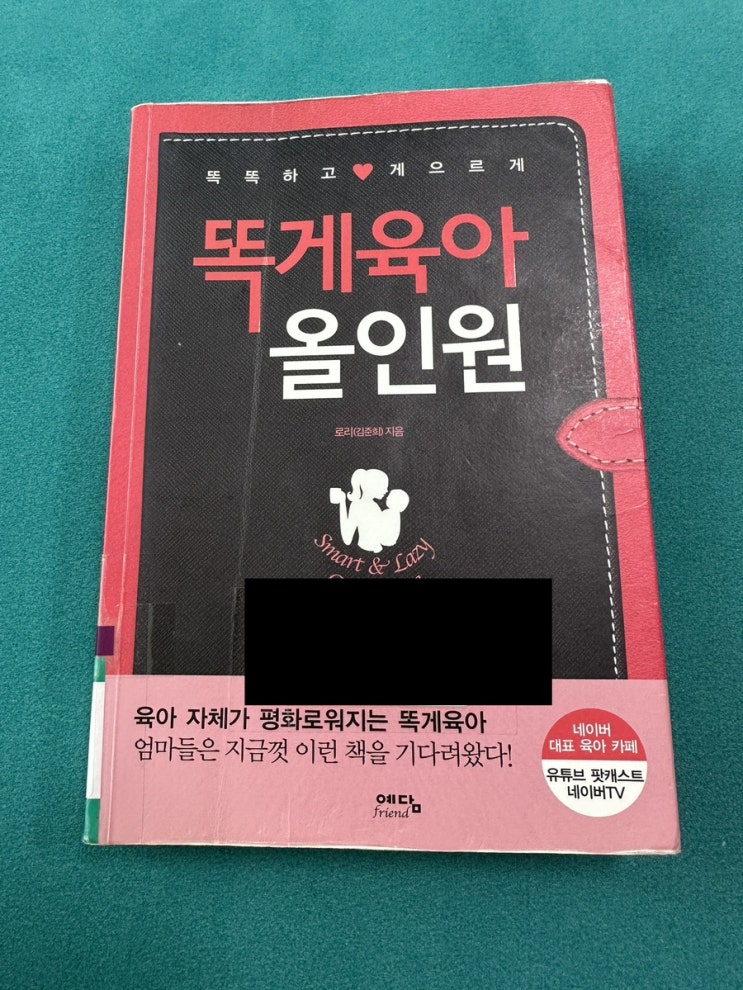 똑똑하고♥게으르게
똑게육아
올인원
로리(김준희) 지음
Smart & Lazy
육아 자체가 평화로워지는 똑게육아
엄마들은 지금껏 이런 책을 기다려왔다!
네이버
대표 육아 카페
유튜브 팟캐스트
네이버TV
예담
friend